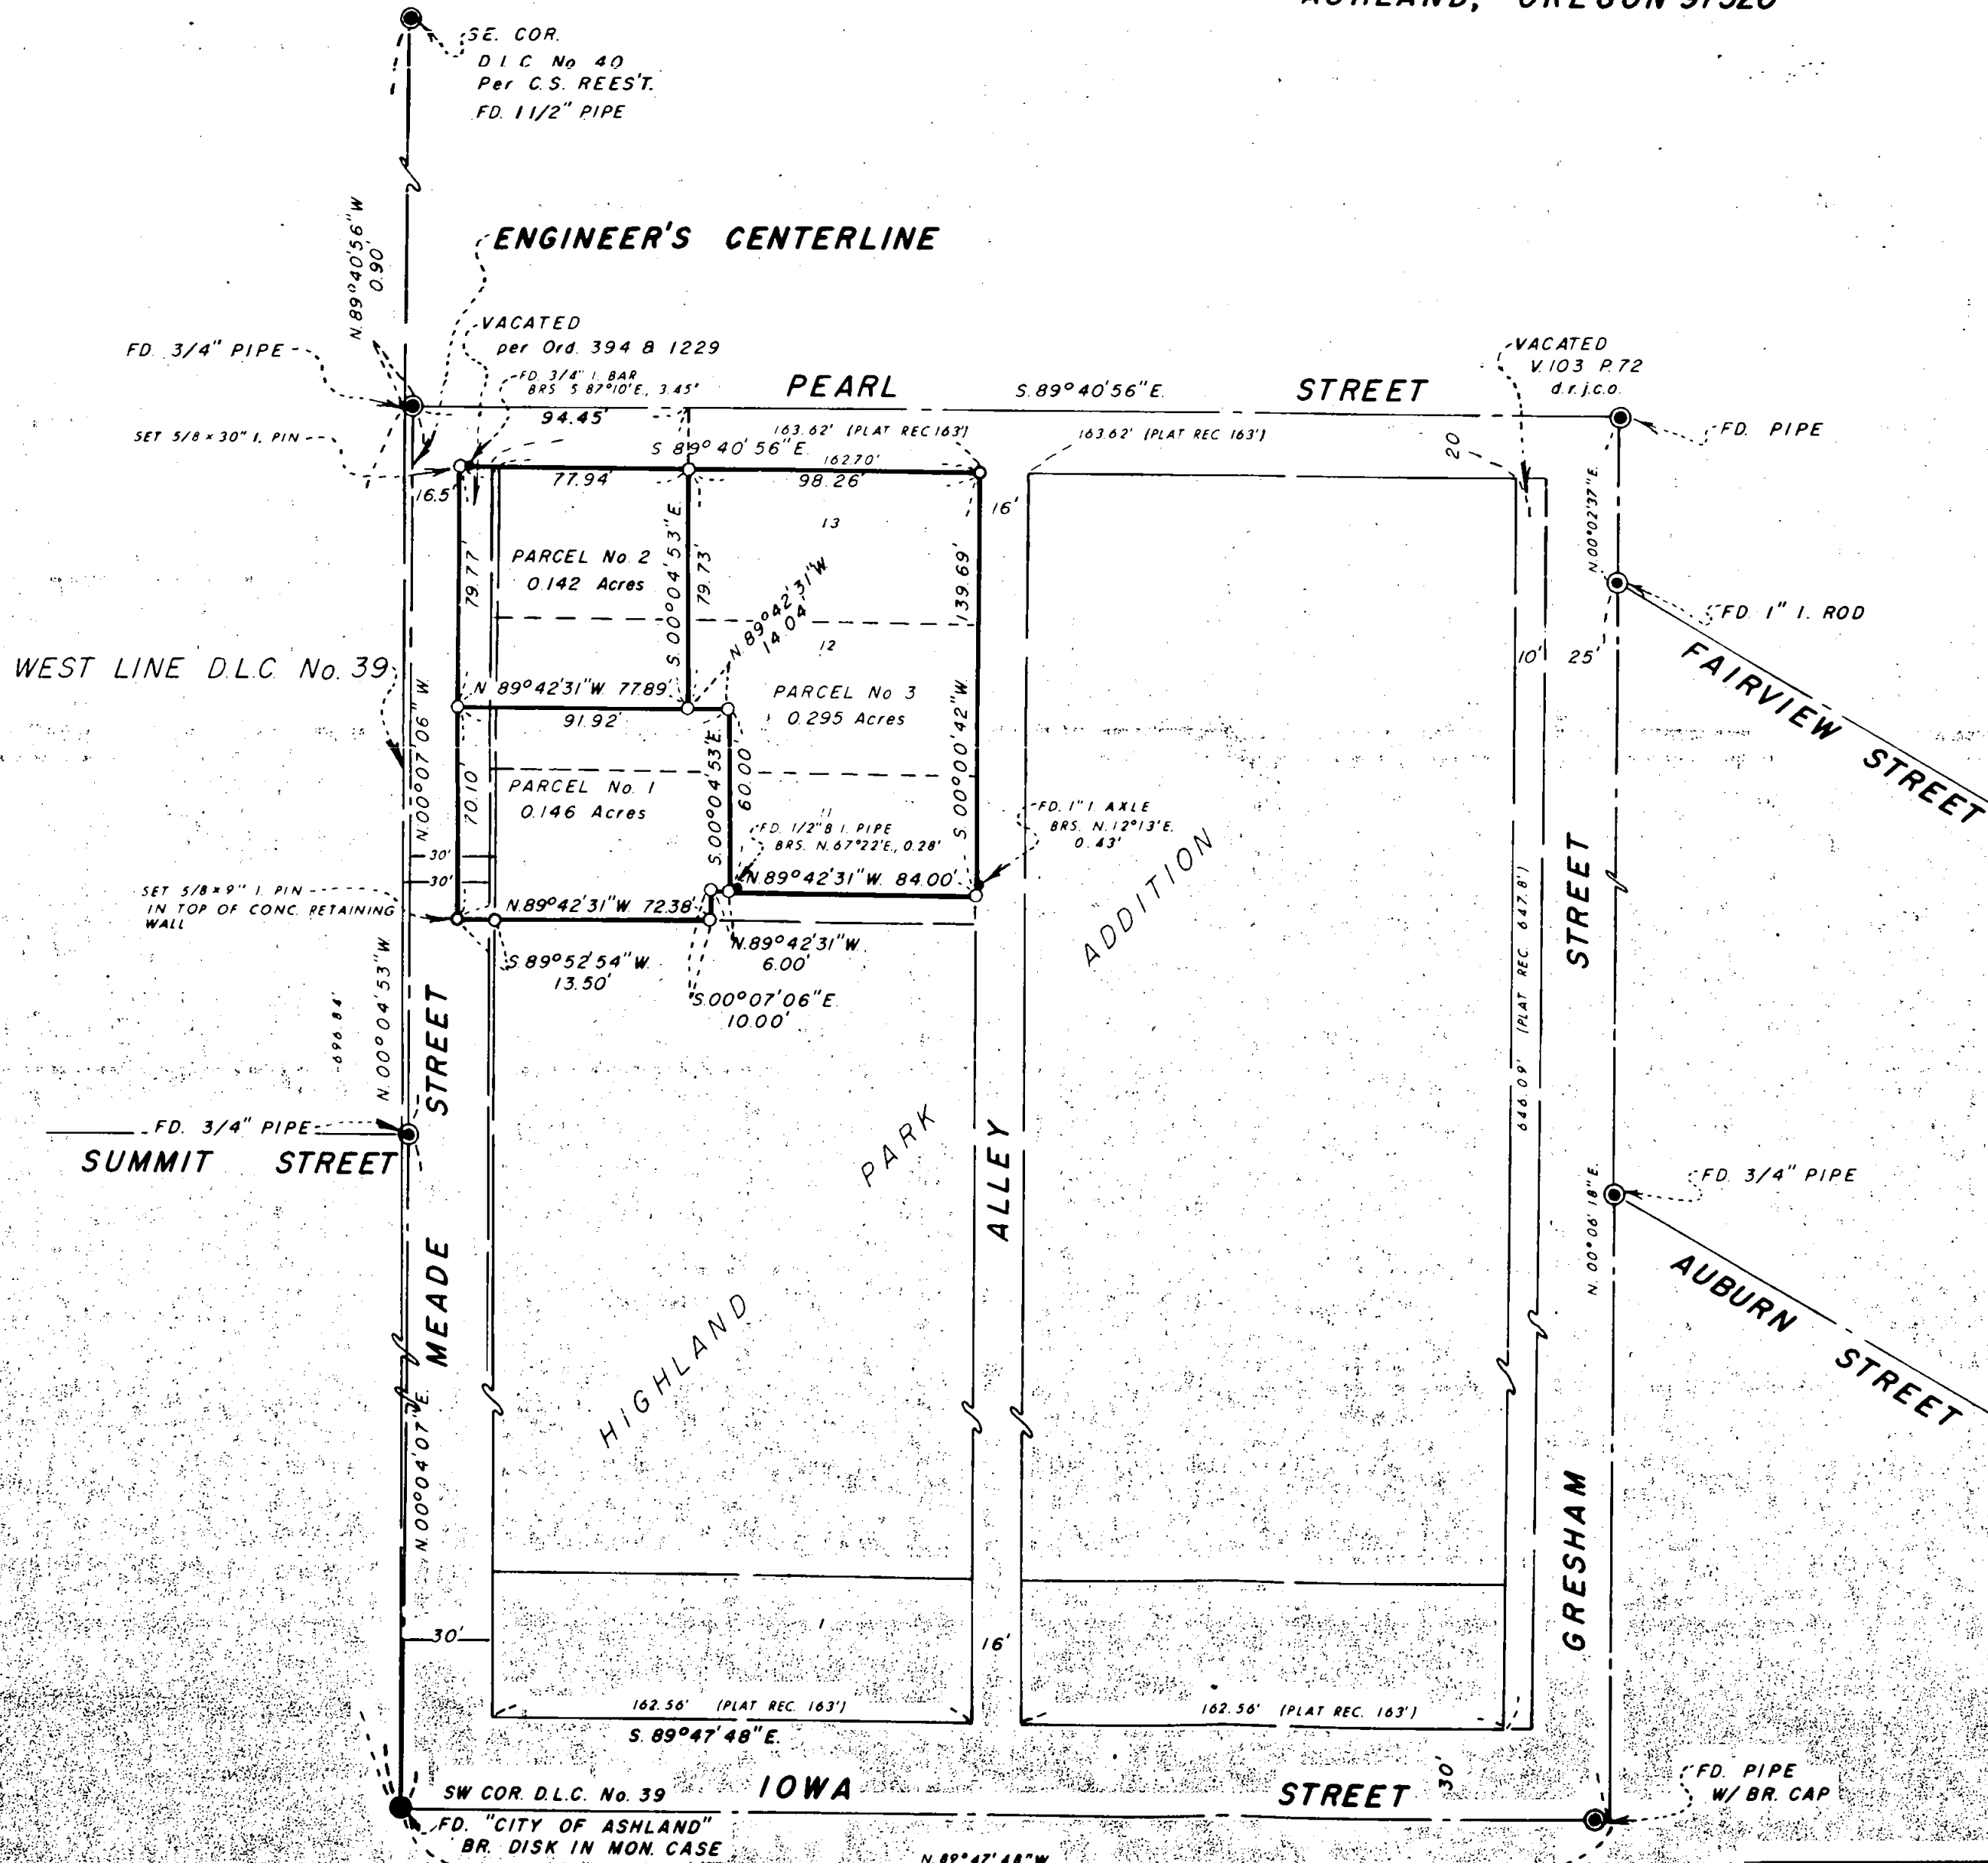 ASHLAND, OREGON 97520
SE. COR.
D L C No 40
Per C.S. REES'T.
FD. 1 1/2" PIPE
N.89°40'56"W
0.90'
ENGINEER'S CENTERLINE
VACATED
per Ord. 394 & 1229
FD. 3/4" PIPE
FD. 3/4" I. BAR
BRS. S 87°10'E., 3.45'
94.45'
PEARL STREET
S.89°40'56"E.
VACATED
V.103 P.72
d.r.j.c.o.
FD. PIPE
SET 5/8 x 30" I. PIN
163.62' (PLAT REC 163')
163.62' (PLAT REC 163')
20
S 89°40'56"E.
162.70'
16.5'
77.94'
98.26'
16'
13
N.00°02'37"E.
PARCEL No. 2
0.142 Acres
79.77'
S.00°04'53"E.
79.73'
N.89°42'31"W
14.04'
139.69'
FD. 1" I. ROD
12
10'
25'
FAIRVIEW STREET
WEST LINE D.L.C. No. 39
N 89°42'31"W. 77.89'
91.92'
PARCEL No 3
0.295 Acres
N.00°07'06"W.
S 00°00'42"W.
PARCEL No. 1
0.146 Acres
70.10'
S.00°04'53"E.
60.00'
11
FD. 1/2" B I. PIPE
BRS. N.67°22'E., 0.28'
FD. 1" I. AXLE
BRS. N.12°13'E.
0.43'
30'
30'
SET 5/8 x 9" I. PIN
IN TOP OF CONC. RETAINING
WALL
N.89°42'31"W. 84.00'
N.89°42'31"W. 72.38'
N.89°42'31"W.
6.00'
S.89°52'54"W.
13.50'
S.00°07'06"E.
10.00'
696.84'
N.00°04'53"W
646.09' (PLAT REC. 647.8')
FD. 3/4" PIPE
SUMMIT STREET
MEADE STREET
HIGHLAND PARK ADDITION
ALLEY
GRESHAM STREET
FD. 3/4" PIPE
N. 00°06'18"E.
AUBURN STREET
N.00°04'07"E.
30'
1
16'
162.56' (PLAT REC. 163')
S. 89°47'48"E.
162.56' (PLAT REC. 163')
SW COR. D.L.C. No. 39
IOWA STREET
30'
FD. PIPE
W/ BR. CAP
FD. "CITY OF ASHLAND"
BR. DISK IN MON. CASE
N.89°47'48"W.